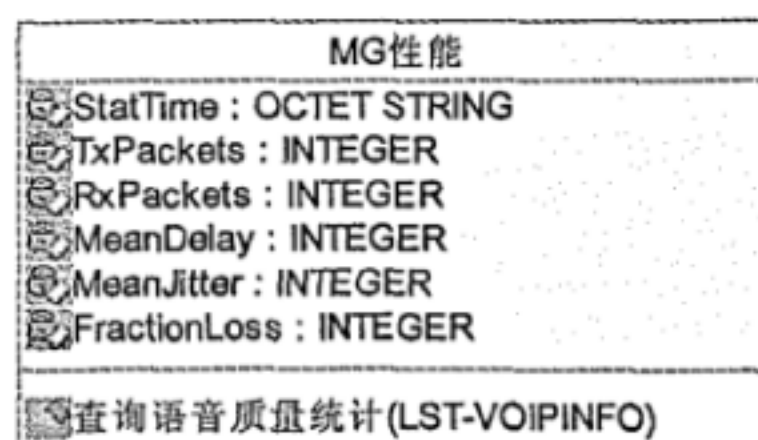 MG性能
StatTime : OCTET STRING
TxPackets : INTEGER
RxPackets : INTEGER
MeanDelay : INTEGER
MeanJitter : INTEGER
FractionLoss : INTEGER
查询语音质量统计(LST-VOIPINFO)